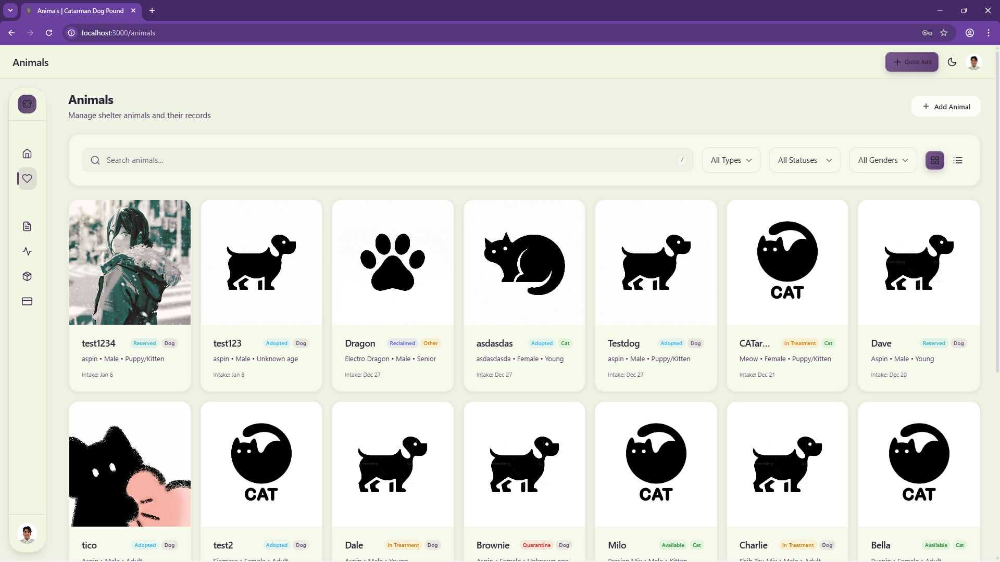 Animals | Catarman Dog Pound
localhost:3000/animals
Animals
Quick Add
Animals
Manage shelter animals and their records
Add Animal
Search animals...
/
All Types
All Statuses
All Genders
CAT
test1234 Reserved Dog
aspin • Male • Puppy/Kitten
Intake: Jan 8
test123 Adopted Dog
aspin • Male • Unknown age
Intake: Jan 8
Dragon Reclaimed Other
Electro Dragon • Male • Senior
Intake: Dec 27
asdasdas Adopted Cat
asdasdasda • Female • Young
Intake: Dec 27
Testdog Adopted Dog
aspin • Male • Puppy/Kitten
Intake: Dec 27
CATar... In Treatment Cat
Meow • Female • Puppy/Kitten
Intake: Dec 21
Dave Reserved Dog
Aspin • Male • Young
Intake: Dec 20
CAT
CAT
CAT
tico Adopted Dog
Aspin • Male • Adult
test2 Adopted Dog
Siamese • Female • Adult
Dale In Treatment Dog
Aspin • Male • Young
Brownie Quarantine Dog
Aspin • Female • Unknown age
Milo Available Cat
Persian Mix • Male • Kitten
Charlie In Treatment Dog
Shih Tzu Mix • Male • Adult
Bella Available Cat
Puspin • Female • Adult